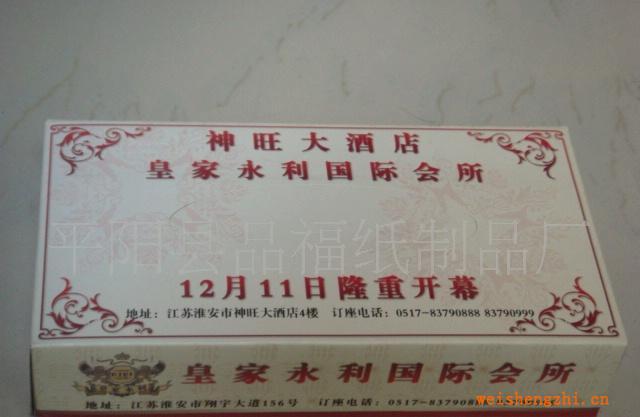 神旺大酒店
皇家永利国际会所
平阳县品福纸制品厂
12月11日隆重开幕
地址：江苏淮安市神旺大酒店4楼 订座电话：0517-83790888 83790999
皇家永利国际会所
地址：江苏淮安市翔宇大道156号 订座电话：0517-83790888
weishengzhi.cn